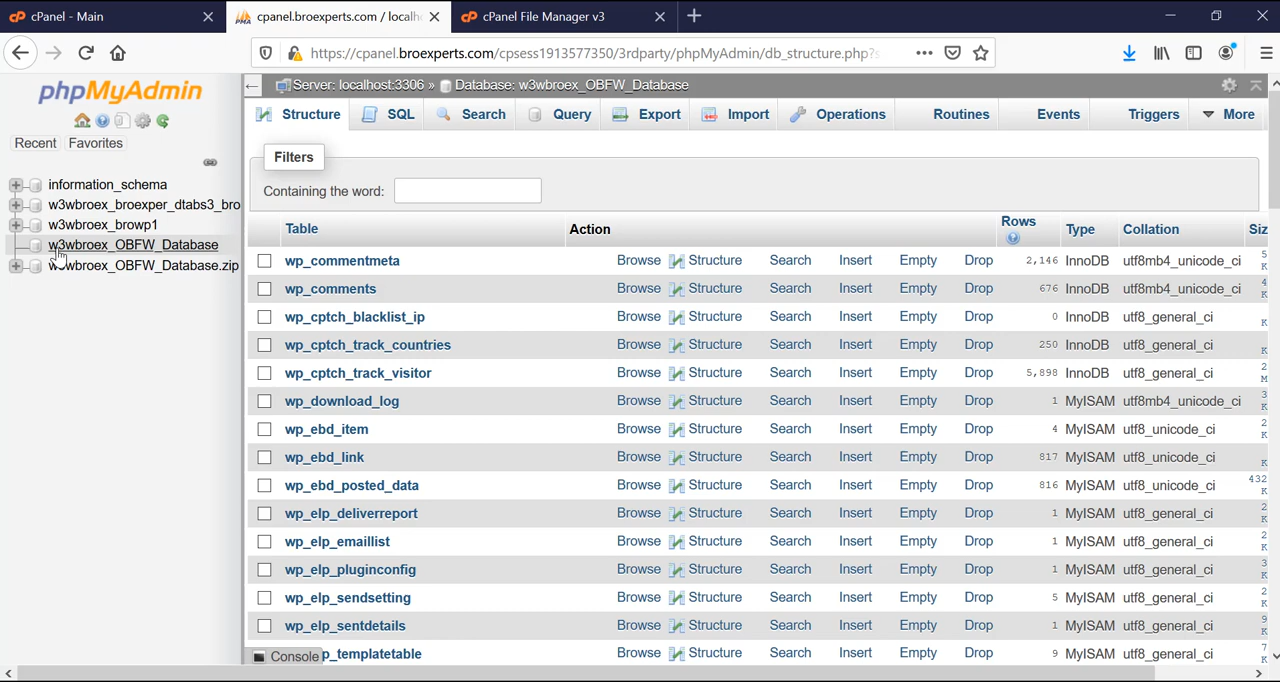 cPanel - Main
cpanel.broexperts.com / localh
cPanel File Manager v3
https://cpanel.broexperts.com/cpsess1913577350/3rdparty/phpMyAdmin/db_structure.php?s
phpMyAdmin
Recent Favorites
information_schema
w3wbroex_broexper_dtabs3_bro
w3wbroex_browp1
w3wbroex_OBFW_Database
w3wbroex_OBFW_Database.zip
Server: localhost:3306 » Database: w3wbroex_OBFW_Database
Structure SQL Search Query Export Import Operations Routines Events Triggers More
Filters
Containing the word:
Table Action Rows Type Collation Siz
wp_commentmeta Browse Structure Search Insert Empty Drop 2,146 InnoDB utf8mb4_unicode_ci
wp_comments Browse Structure Search Insert Empty Drop 676 InnoDB utf8mb4_unicode_ci
wp_cptch_blacklist_ip Browse Structure Search Insert Empty Drop 0 InnoDB utf8_general_ci K
wp_cptch_track_countries Browse Structure Search Insert Empty Drop 250 InnoDB utf8_general_ci K
wp_cptch_track_visitor Browse Structure Search Insert Empty Drop 5,898 InnoDB utf8_general_ci
wp_download_log Browse Structure Search Insert Empty Drop 1 MyISAM utf8mb4_unicode_ci
wp_ebd_item Browse Structure Search Insert Empty Drop 4 MyISAM utf8_unicode_ci
wp_ebd_link Browse Structure Search Insert Empty Drop 817 MyISAM utf8_unicode_ci K
wp_ebd_posted_data Browse Structure Search Insert Empty Drop 816 MyISAM utf8_unicode_ci 432 K
wp_elp_deliverreport Browse Structure Search Insert Empty Drop 1 MyISAM utf8_general_ci
wp_elp_emaillist Browse Structure Search Insert Empty Drop 1 MyISAM utf8_general_ci
wp_elp_pluginconfig Browse Structure Search Insert Empty Drop 1 MyISAM utf8_general_ci
wp_elp_sendsetting Browse Structure Search Insert Empty Drop 5 MyISAM utf8_general_ci
wp_elp_sentdetails Browse Structure Search Insert Empty Drop 1 MyISAM utf8_general_ci
Console p_templatetable Browse Structure Search Insert Empty Drop 9 MyISAM utf8_general_ci